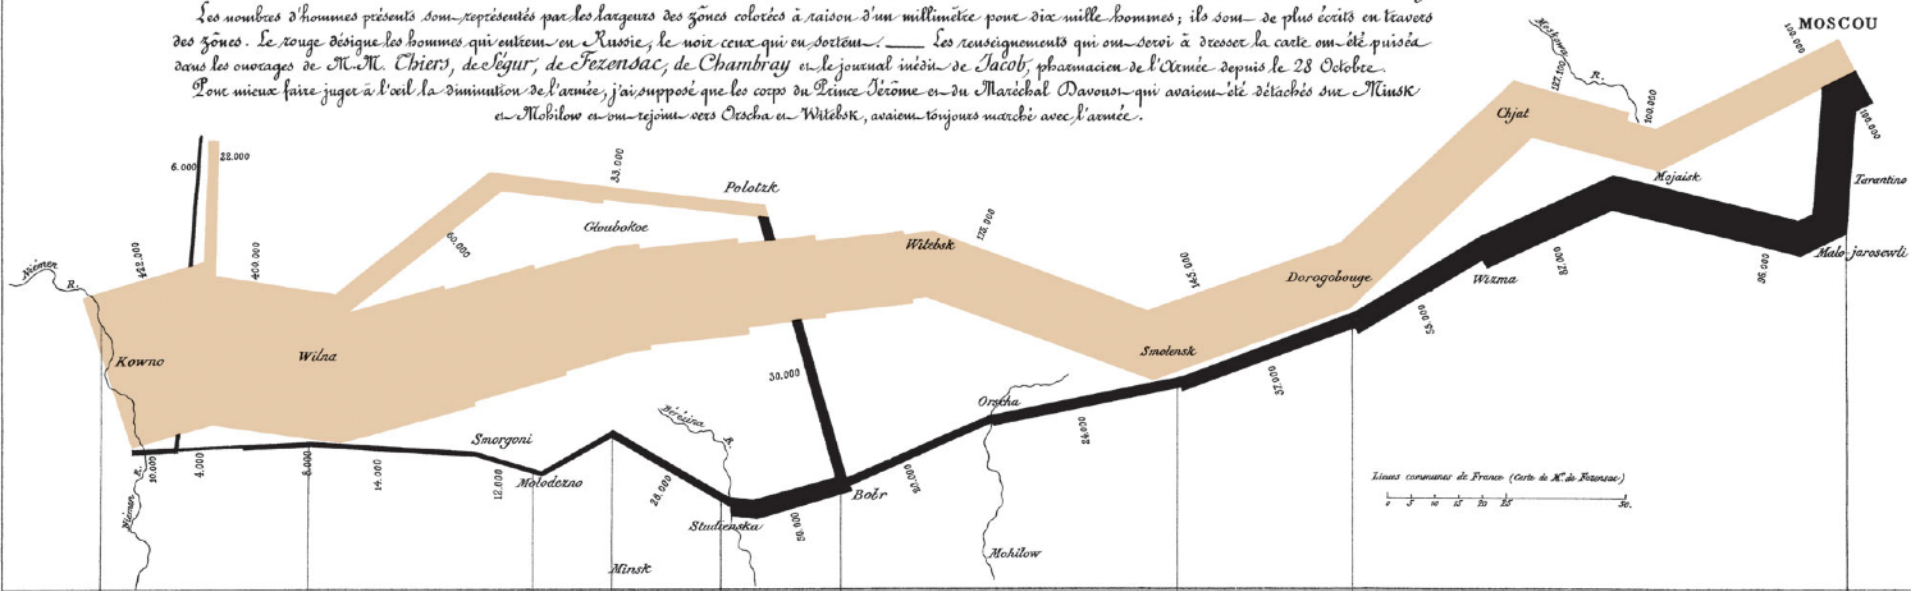 Les nombres d'hommes présents sont représentés par les largeurs des zônes colorées à raison d'un millimètre pour dix mille hommes; ils sont de plus écrits en travers
des zônes. Le rouge désigne les hommes qui entrent en Russie, le noir ceux qui en sortent. — Les renseignements qui ont servi à dresser la carte ont été puisés
dans les ouvrages de M.M. Thiers, de Ségur, de Fezensac, de Chambray et le journal inédit de Jacob, pharmacien de l'Armée depuis le 28 Octobre.
Pour mieux faire juger à l'œil la diminution de l'armée, j'ai supposé que les corps du Prince Jérôme et du Maréchal Davoust qui avaient été détachés sur Minsk
et Mohilow et ont rejoint vers Orscha et Witebsk, avaient toujours marché avec l'armée.
MOSCOU
100.000
Moskowa
R.
127.100
100.000
Chjat
100.000
Mojaisk
Tarantino
Malo-jarosewli
6.000
22.000
33.000
Polotzk
Gloubokoe
60.000
Witebsk
175.000
422.000
400.000
145.000
Dorogobouge
Wizma
87.000
96.000
Niémen
R.
Kowno
Wilna
Smolensk
55.000
37.000
30.000
Orscha
24.000
Bérézina
R.
Smorgoni
Molodezno
10.000
4.000
8.000
14.000
12.000
28.000
Studienska
50.000
Bobr
20.000
Niémen R.
Minsk
Mohilow
Lieues communes de France (Carte de M. de Fezensac)
0 5 10 15 20 25 50.